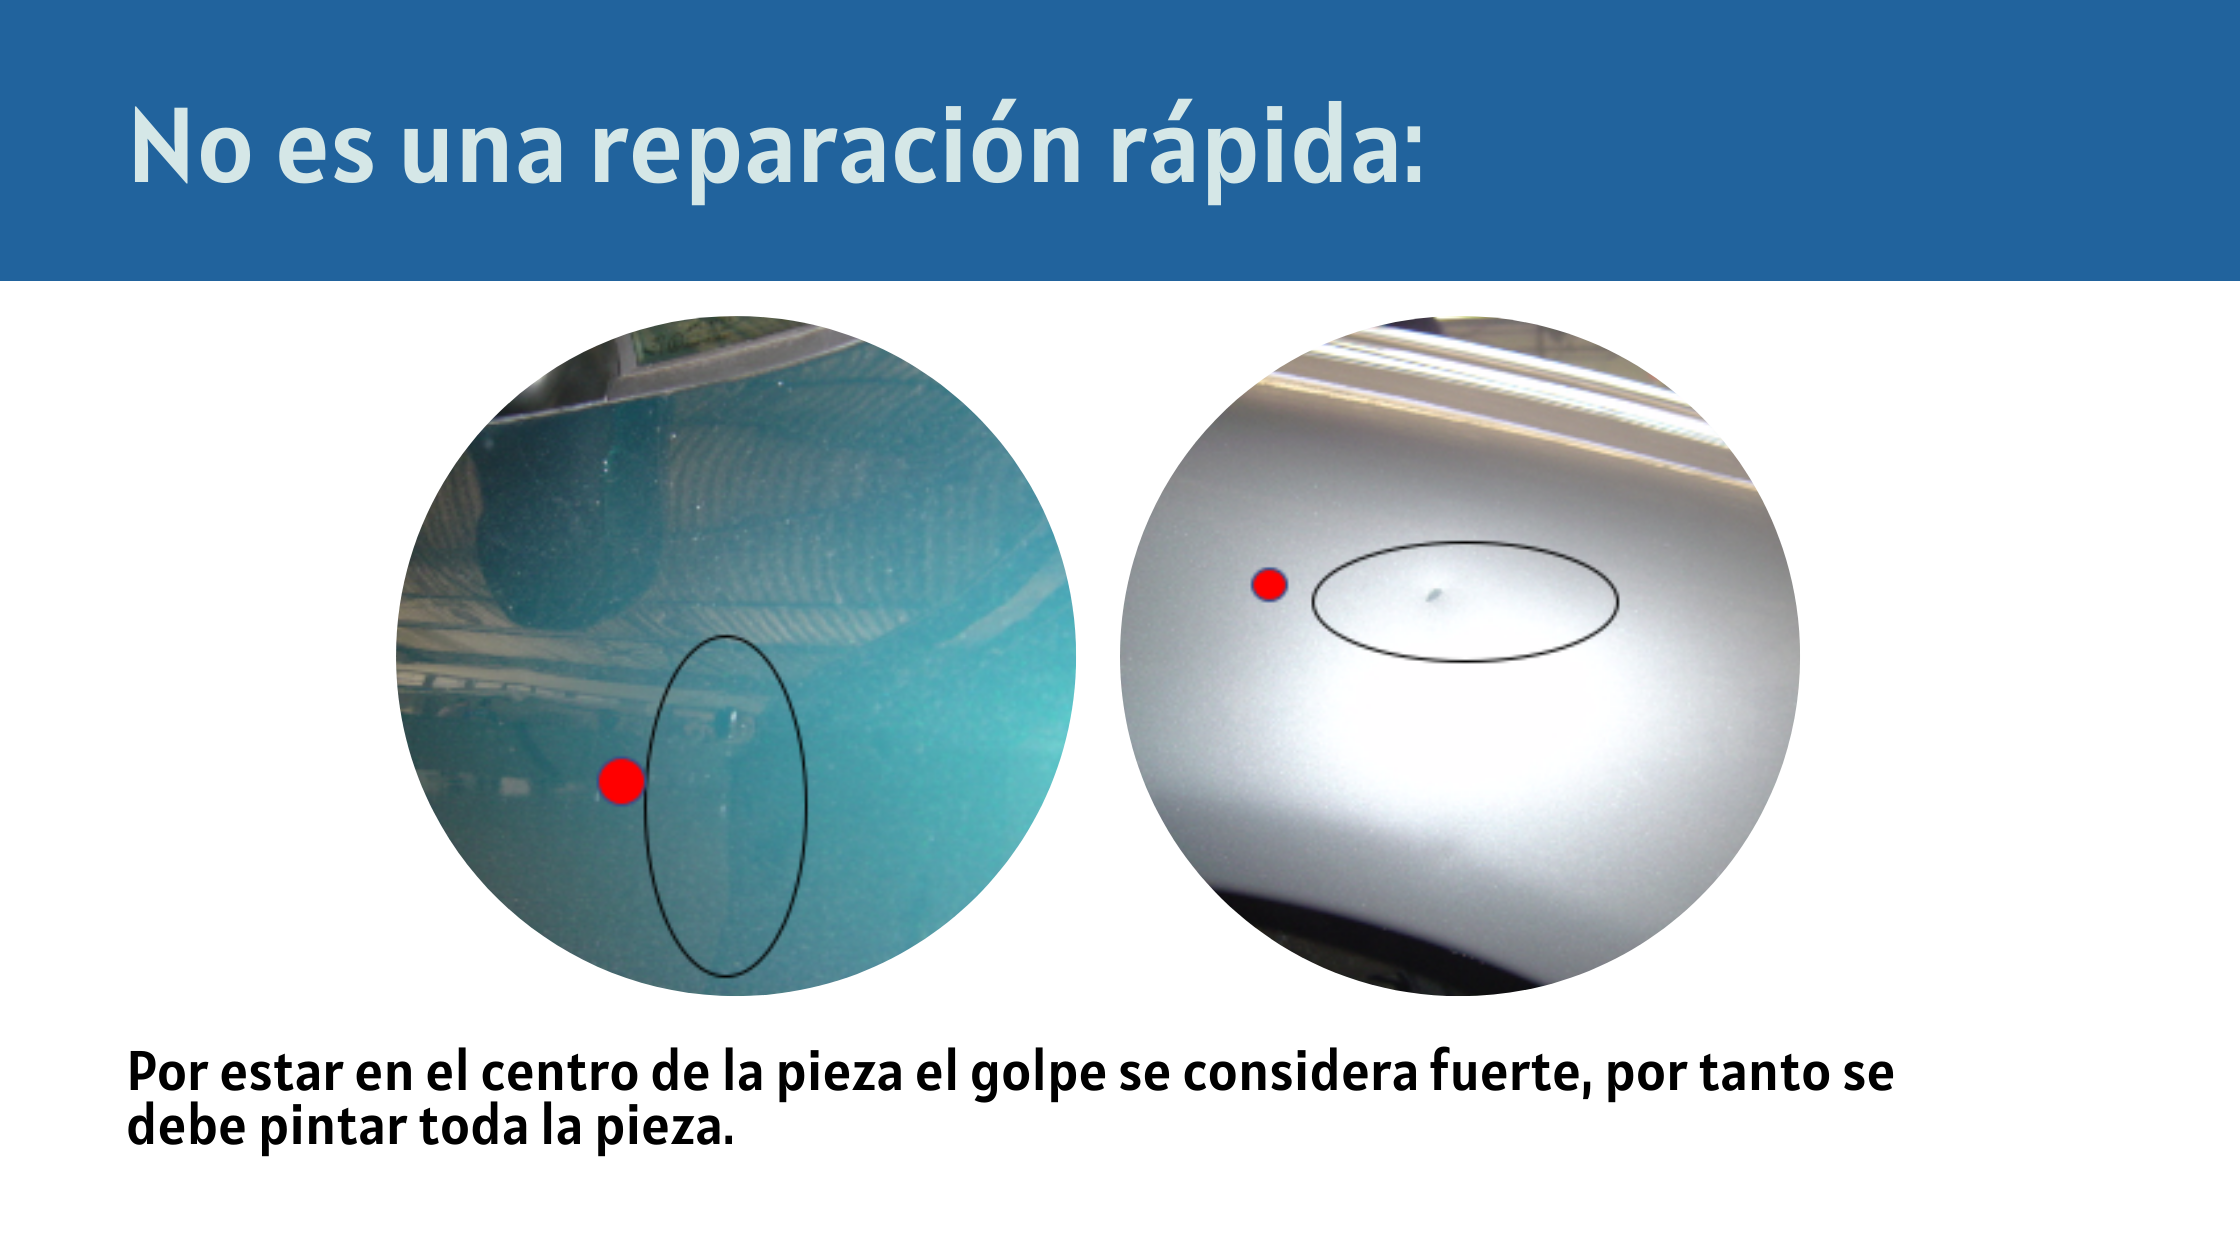 No es una reparación rápida:
Por estar en el centro de la pieza el golpe se considera fuerte, por tanto se
debe pintar toda la pieza.